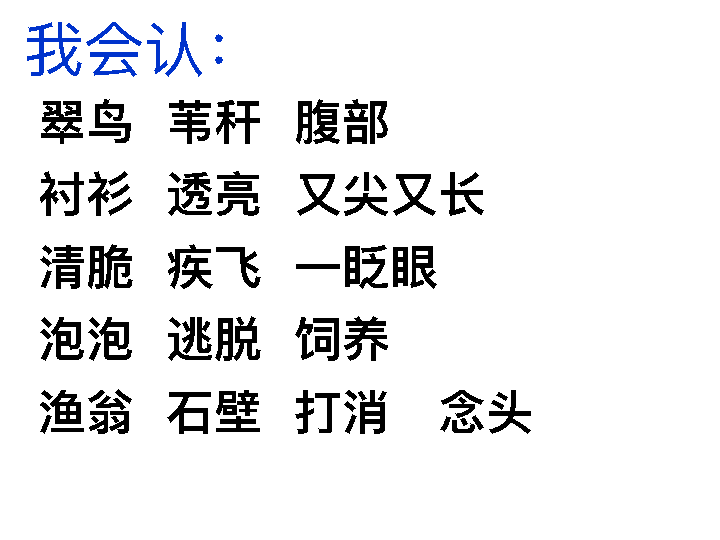 我会认：
翠鸟 苇秆 腹部
衬衫 透亮 又尖又长
清脆 疾飞 一眨眼
泡泡 逃脱 饲养
渔翁 石壁 打消 念头